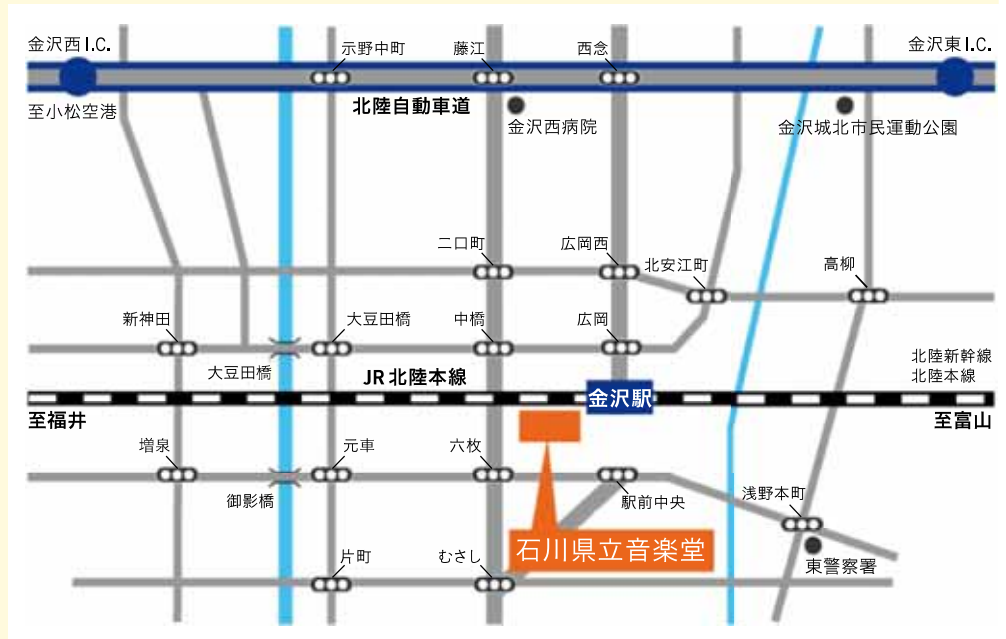 金沢西 I.C.
示野中町
藤江
西念
金沢東 I.C.
至小松空港
北陸自動車道
金沢西病院
金沢城北市民運動公園
二口町
広岡西
北安江町
高柳
新神田
大豆田橋
中橋
広岡
大豆田橋
JR 北陸本線
北陸新幹線
北陸本線
金沢駅
至福井
至富山
増泉
元車
六枚
御影橋
駅前中央
浅野本町
石川県立音楽堂
片町
むさし
東警察署